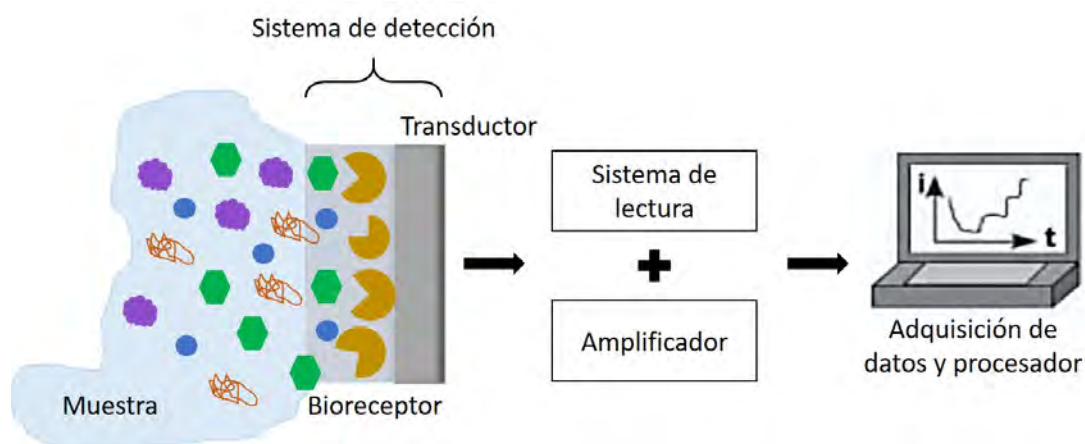 Sistema de detección
Transductor
Sistema de
lectura
i
t
Amplificador
Adquisición de
datos y procesador
Muestra
Bioreceptor